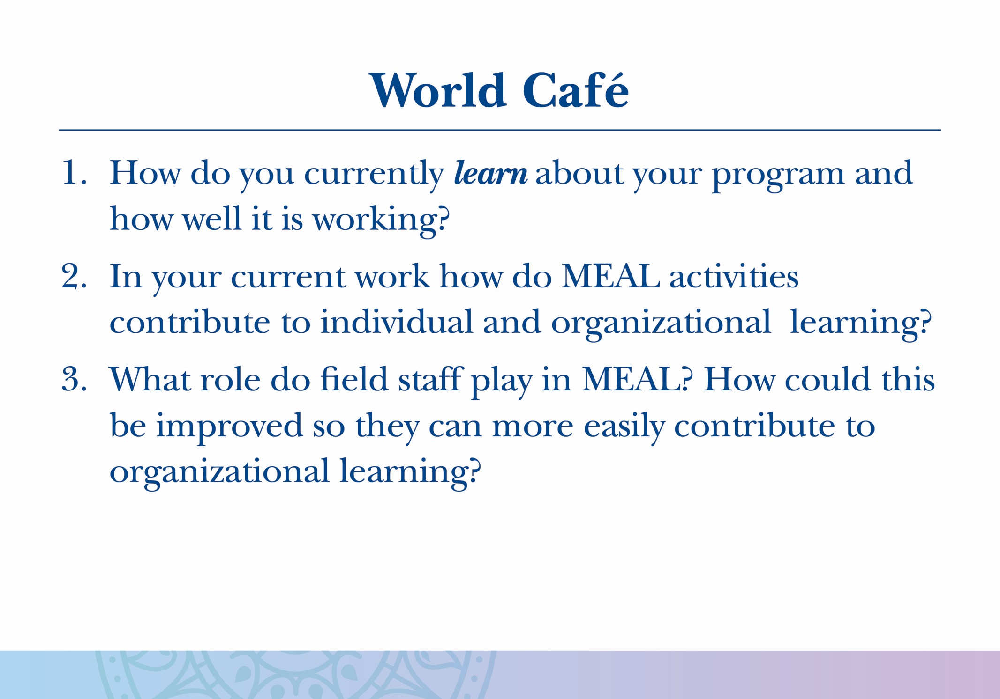 World Café
1. How do you currently learn about your program and
how well it is working?
2. In your current work how do MEAL activities
contribute to individual and organizational  learning?
3. What role do field staff play in MEAL? How could this
be improved so they can more easily contribute to
organizational learning?